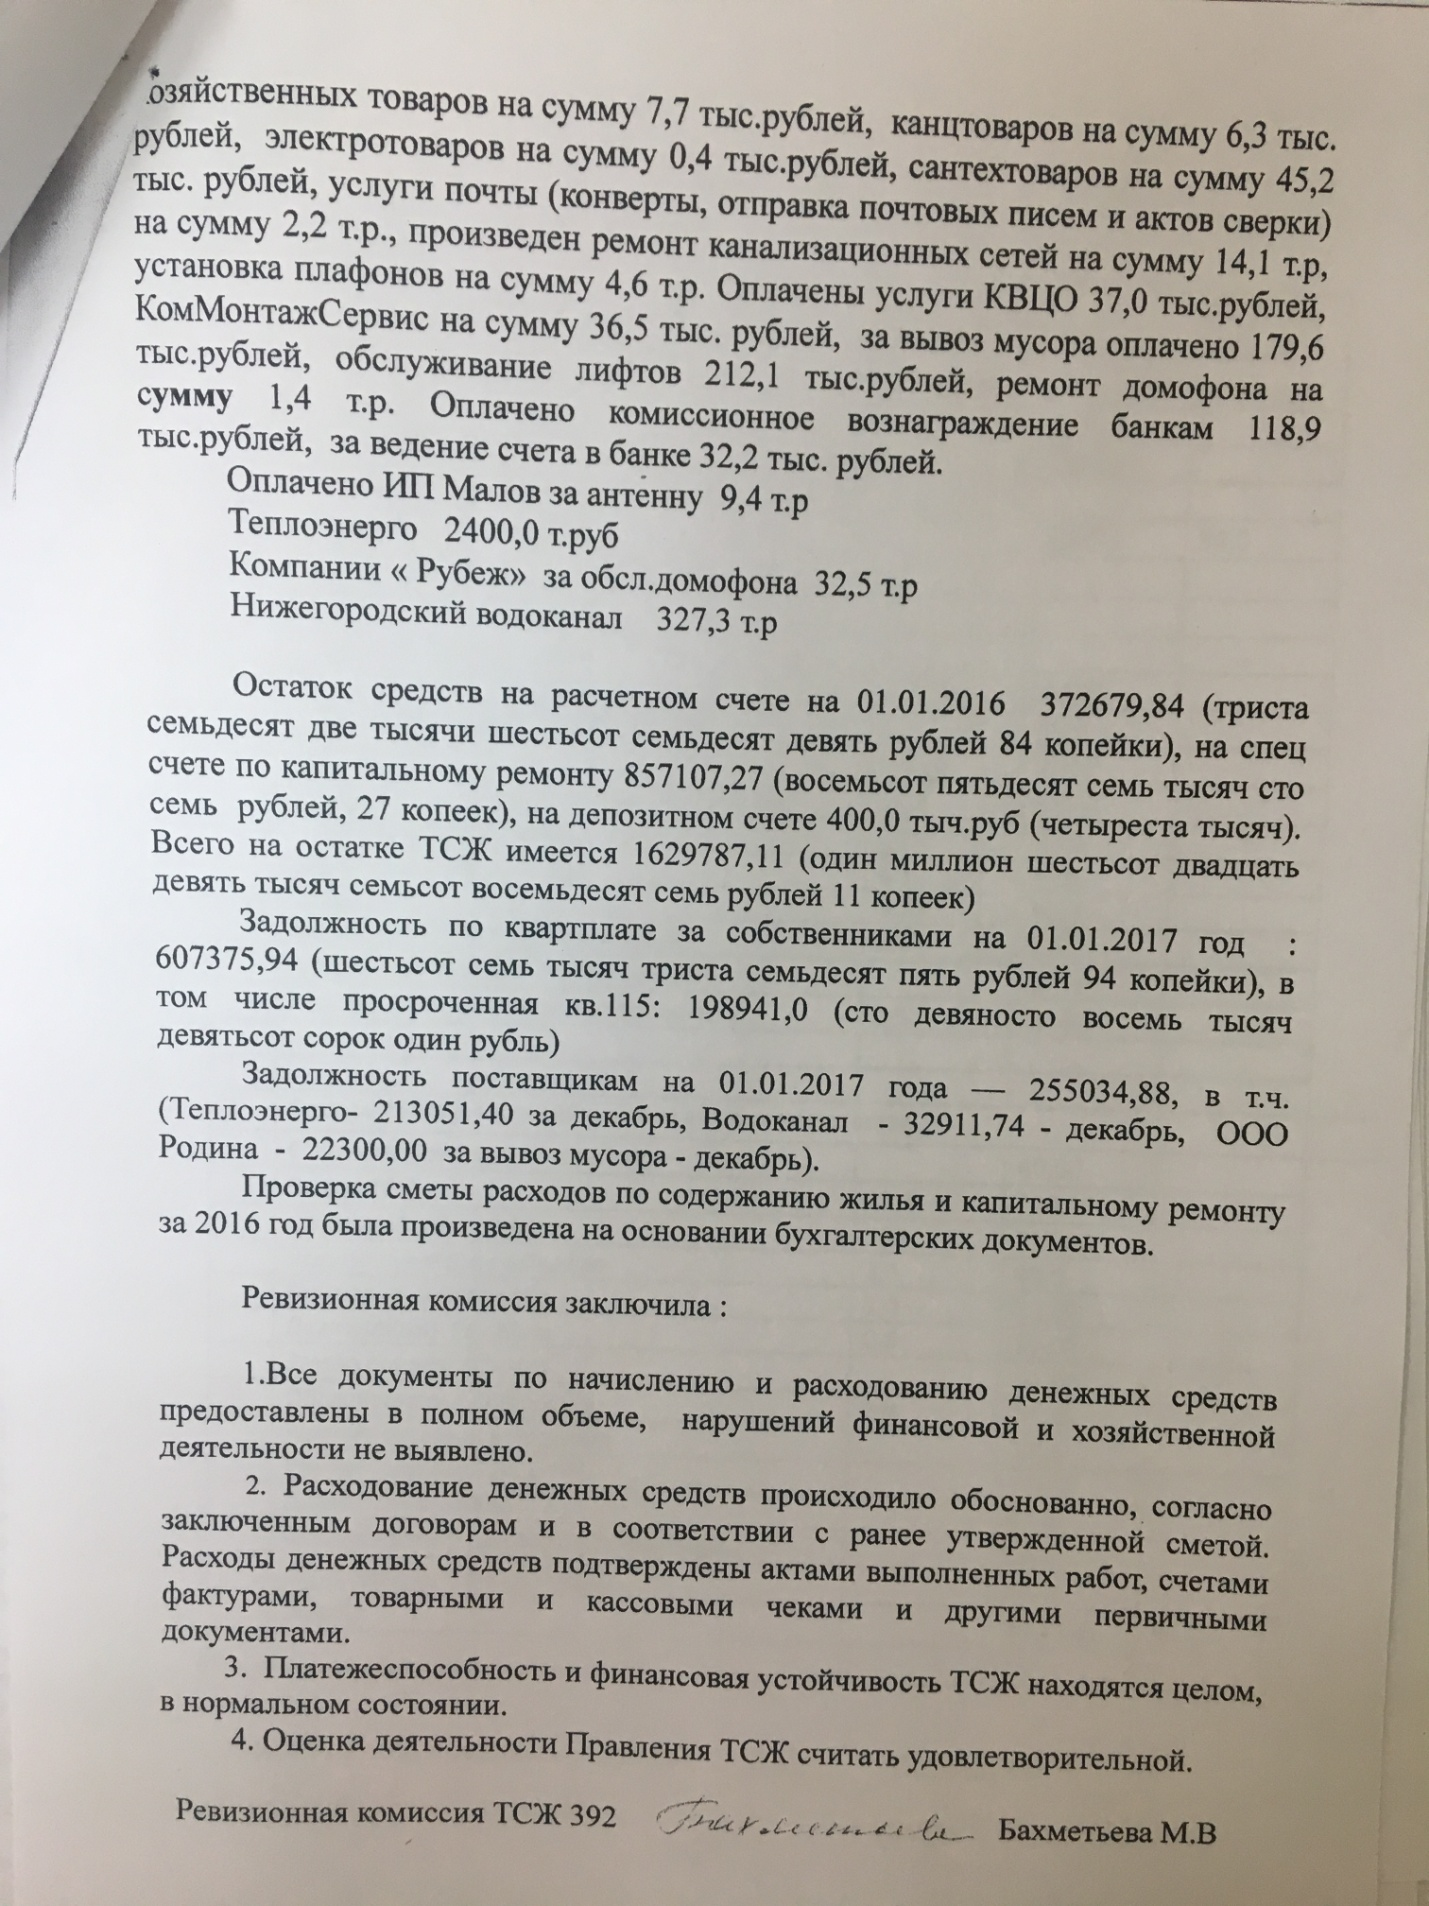 хозяйственных товаров на сумму 7,7 тыс.рублей, канцтоваров на сумму 6,3 тыс.
рублей, электротоваров на сумму 0,4 тыс.рублей, сантехтоваров на сумму 45,2
тыс. рублей, услуги почты (конверты, отправка почтовых писем и актов сверки)
на сумму 2,2 т.р., произведен ремонт канализационных сетей на сумму 14,1 т.р,
установка плафонов на сумму 4,6 т.р. Оплачены услуги КВЦО 37,0 тыс.рублей,
КомМонтажСервис на сумму 36,5 тыс. рублей, за вывоз мусора оплачено 179,6
тыс.рублей, обслуживание лифтов 212,1 тыс.рублей, ремонт домофона на
сумму 1,4 т.р. Оплачено комиссионное вознаграждение банкам 118,9
тыс.рублей, за ведение счета в банке 32,2 тыс. рублей.
Оплачено ИП Малов за антенну 9,4 т.р
Теплоэнерго 2400,0 т.руб
Компании « Рубеж» за обсл.домофона 32,5 т.р
Нижегородский водоканал 327,3 т.р
Остаток средств на расчетном счете на 01.01.2016 372679,84 (триста
семьдесят две тысячи шестьсот семьдесят девять рублей 84 копейки), на спец
счете по капитальному ремонту 857107,27 (восемьсот пятьдесят семь тысяч сто
семь рублей, 27 копеек), на депозитном счете 400,0 тыч.руб (четыреста тысяч).
Всего на остатке ТСЖ имеется 1629787,11 (один миллион шестьсот двадцать
девять тысяч семьсот восемьдесят семь рублей 11 копеек)
Задолжность по квартплате за собственниками на 01.01.2017 год :
607375,94 (шестьсот семь тысяч триста семьдесят пять рублей 94 копейки), в
том числе просроченная кв.115: 198941,0 (сто девяносто восемь тысяч
девятьсот сорок один рубль)
Задолжность поставщикам на 01.01.2017 года — 255034,88, в т.ч.
(Теплоэнерго- 213051,40 за декабрь, Водоканал - 32911,74 - декабрь, ООО
Родина - 22300,00 за вывоз мусора - декабрь).
Проверка сметы расходов по содержанию жилья и капитальному ремонту
за 2016 год была произведена на основании бухгалтерских документов.
Ревизионная комиссия заключила :
1.Все документы по начислению и расходованию денежных средств
предоставлены в полном объеме, нарушений финансовой и хозяйственной
деятельности не выявлено.
2. Расходование денежных средств происходило обоснованно, согласно
заключенным договорам и в соответствии с ранее утвержденной сметой.
Расходы денежных средств подтверждены актами выполненных работ, счетами
фактурами, товарными и кассовыми чеками и другими первичными
документами.
3. Платежеспособность и финансовая устойчивость ТСЖ находятся целом,
в нормальном состоянии.
4. Оценка деятельности Правления ТСЖ считать удовлетворительной.
Ревизионная комиссия ТСЖ 392 Бахметьева Бахметьева М.В